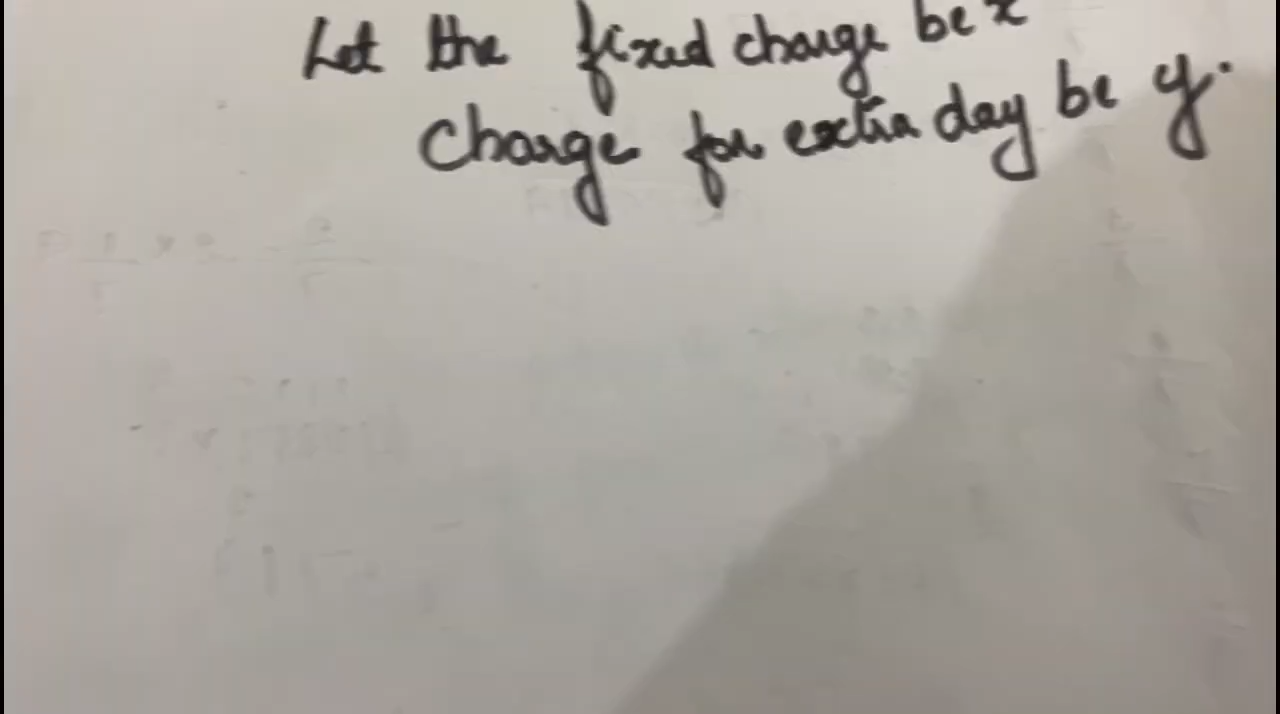 Let the fixed charge be x
Charge for extra day be y.